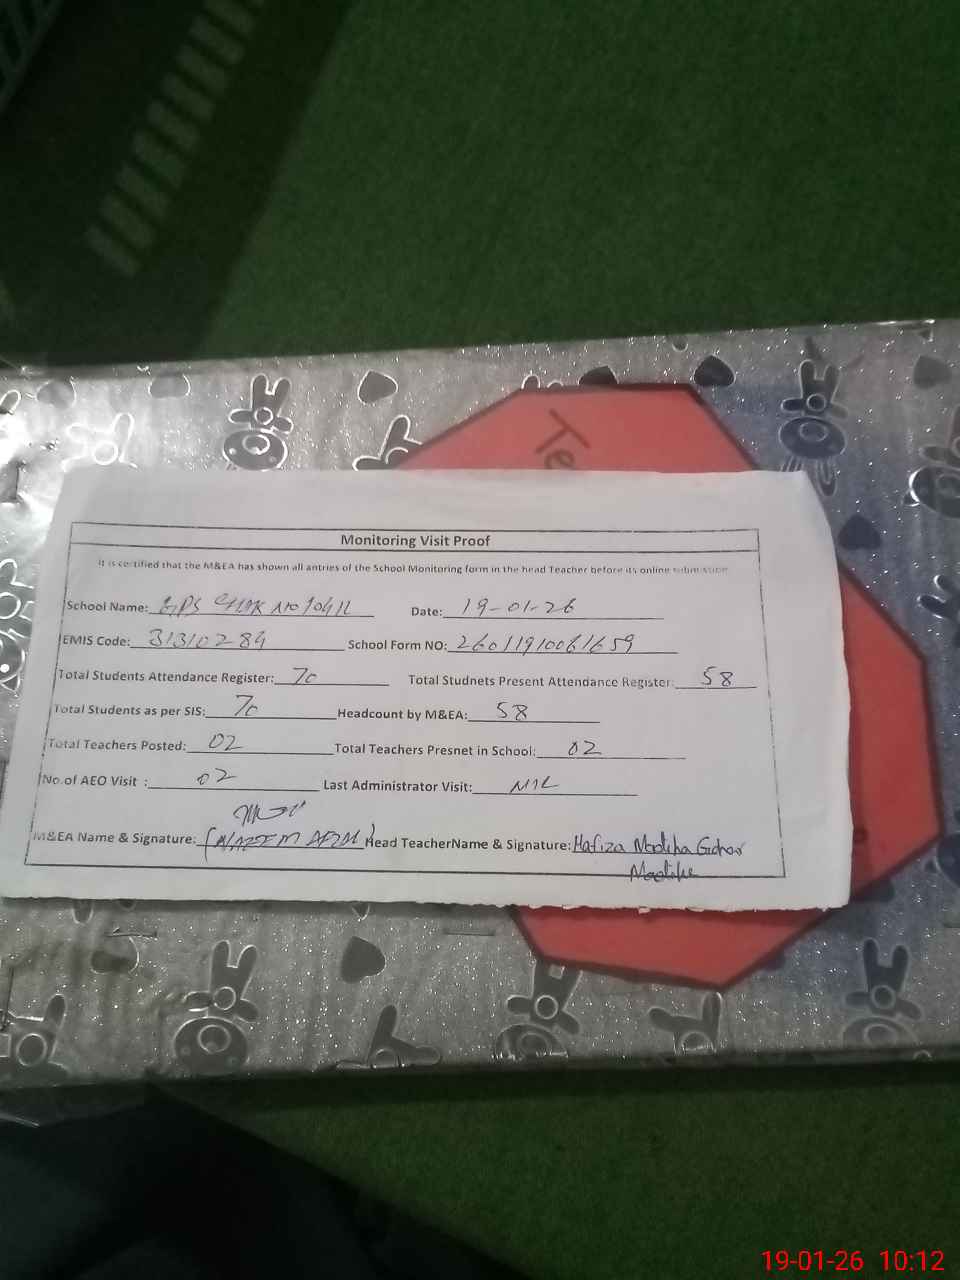 Te
Monitoring Visit Proof
It is certified that the M&EA has shown all antries of the School Monitoring form in the head Teacher before its online submission
School Name: GPS CHAK NO 104/L Date: 19-01-26
EMIS Code: 31310284 School Form NO: 26011910061659
Total Students Attendance Register: 70 Total Studnets Present Attendance Register: 58
Total Students as per SIS: 70 Headcount by M&EA: 58
Total Teachers Posted: 02 Total Teachers Presnet in School: 02
No of AEO Visit : 02 Last Administrator Visit: NIL
M&EA Name & Signature: (NAEEM Head TeacherName & Signature: Hafiza Madiha
Madiha
19-01-26 10:12